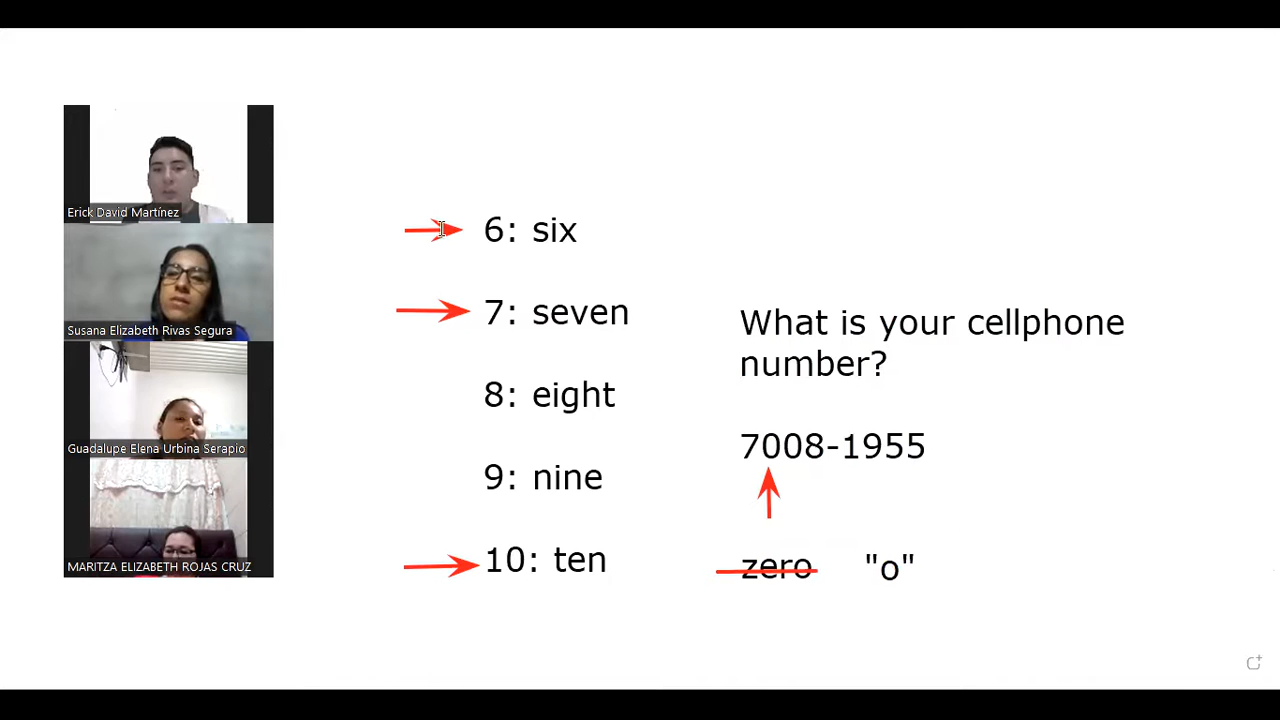 Erick David Martínez
Susana Elizabeth Rivas Segura
Guadalupe Elena Urbina Serapio
MARITZA ELIZABETH ROJAS CRUZ
6: six
7: seven
8: eight
9: nine
10: ten
What is your cellphone
number?
7008-1955
zero "o"